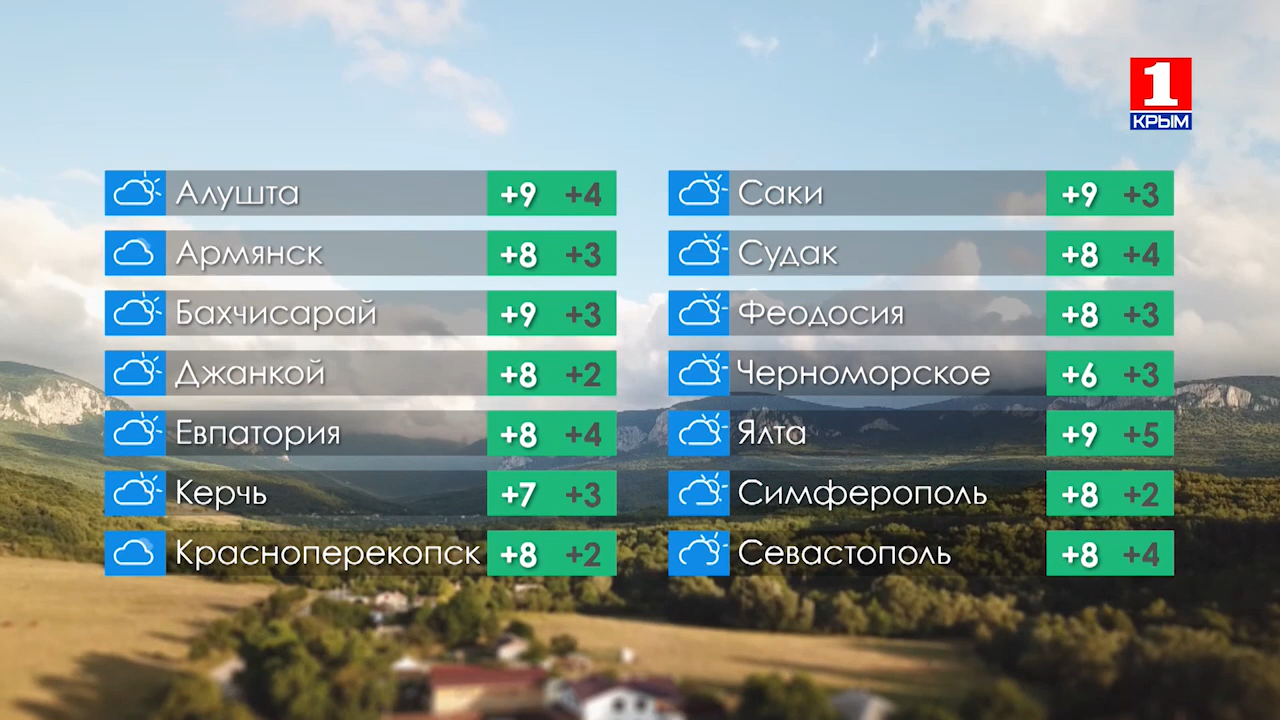 1
КРЫМ
Алушта +9 +4
Армянск +8 +3
Бахчисарай +9 +3
Джанкой +8 +2
Евпатория +8 +4
Керчь +7 +3
Красноперекопск +8 +2
Саки +9 +3
Судак +8 +4
Феодосия +8 +3
Черноморское +6 +3
Ялта +9 +5
Симферополь +8 +2
Севастополь +8 +4